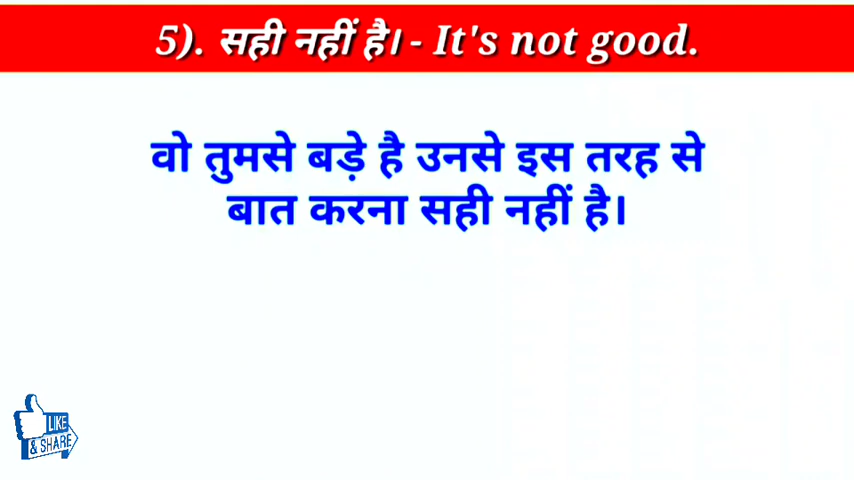 5). सही नहीं है। - It's not good.
वो तुमसे बड़े है उनसे इस तरह से
बात करना सही नहीं है।
LIKE
& SHARE